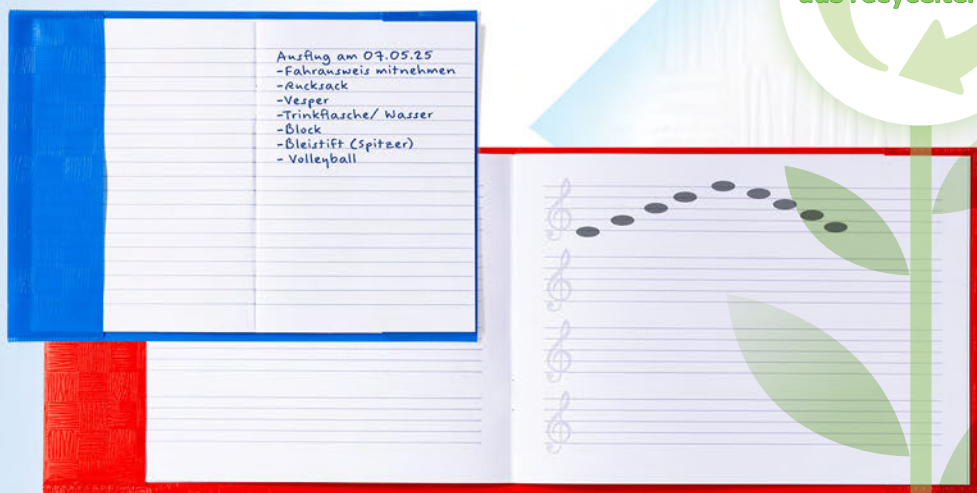 Ausflug am 07.05.25
-Fahrausweis mitnehmen
-Rucksack
-Vesper
-Trinkflasche/ Wasser
-Block
-Bleistift (Spitzer)
- Volleyball